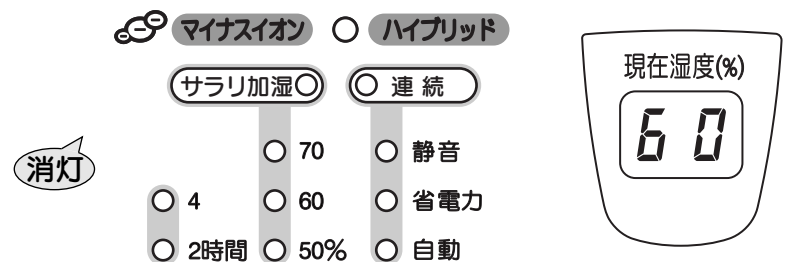 マイナスイオン ハイブリッド
サラリ加湿 連続
現在湿度(%)
60
消灯
70 静音
4 60 省電力
2時間 50% 自動